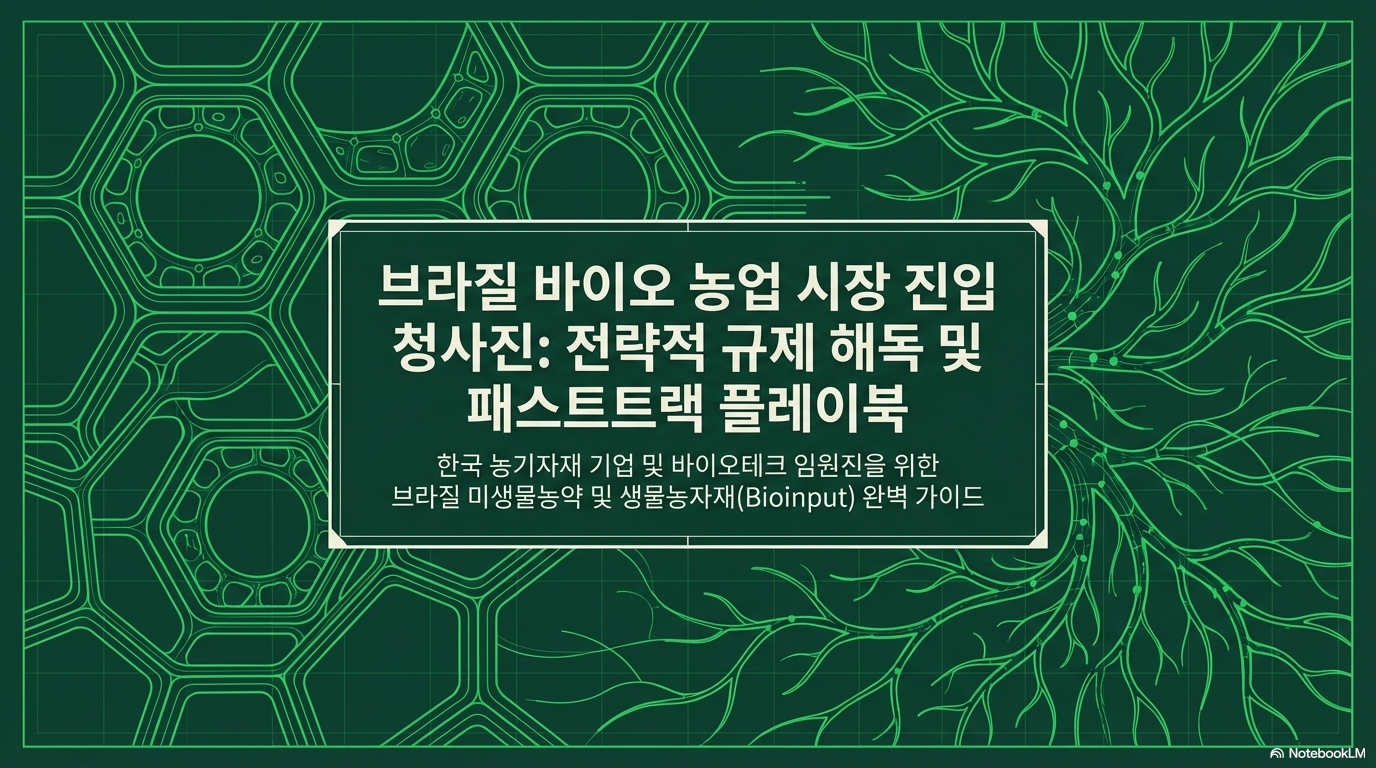 브라질 바이오 농업 시장 진입
청사진: 전략적 규제 해독 및
패스트트랙 플레이북
한국 농기자재 기업 및 바이오테크 임원진을 위한
브라질 미생물농약 및 생물농자재(Bioinput) 완벽 가이드
NotebookLM